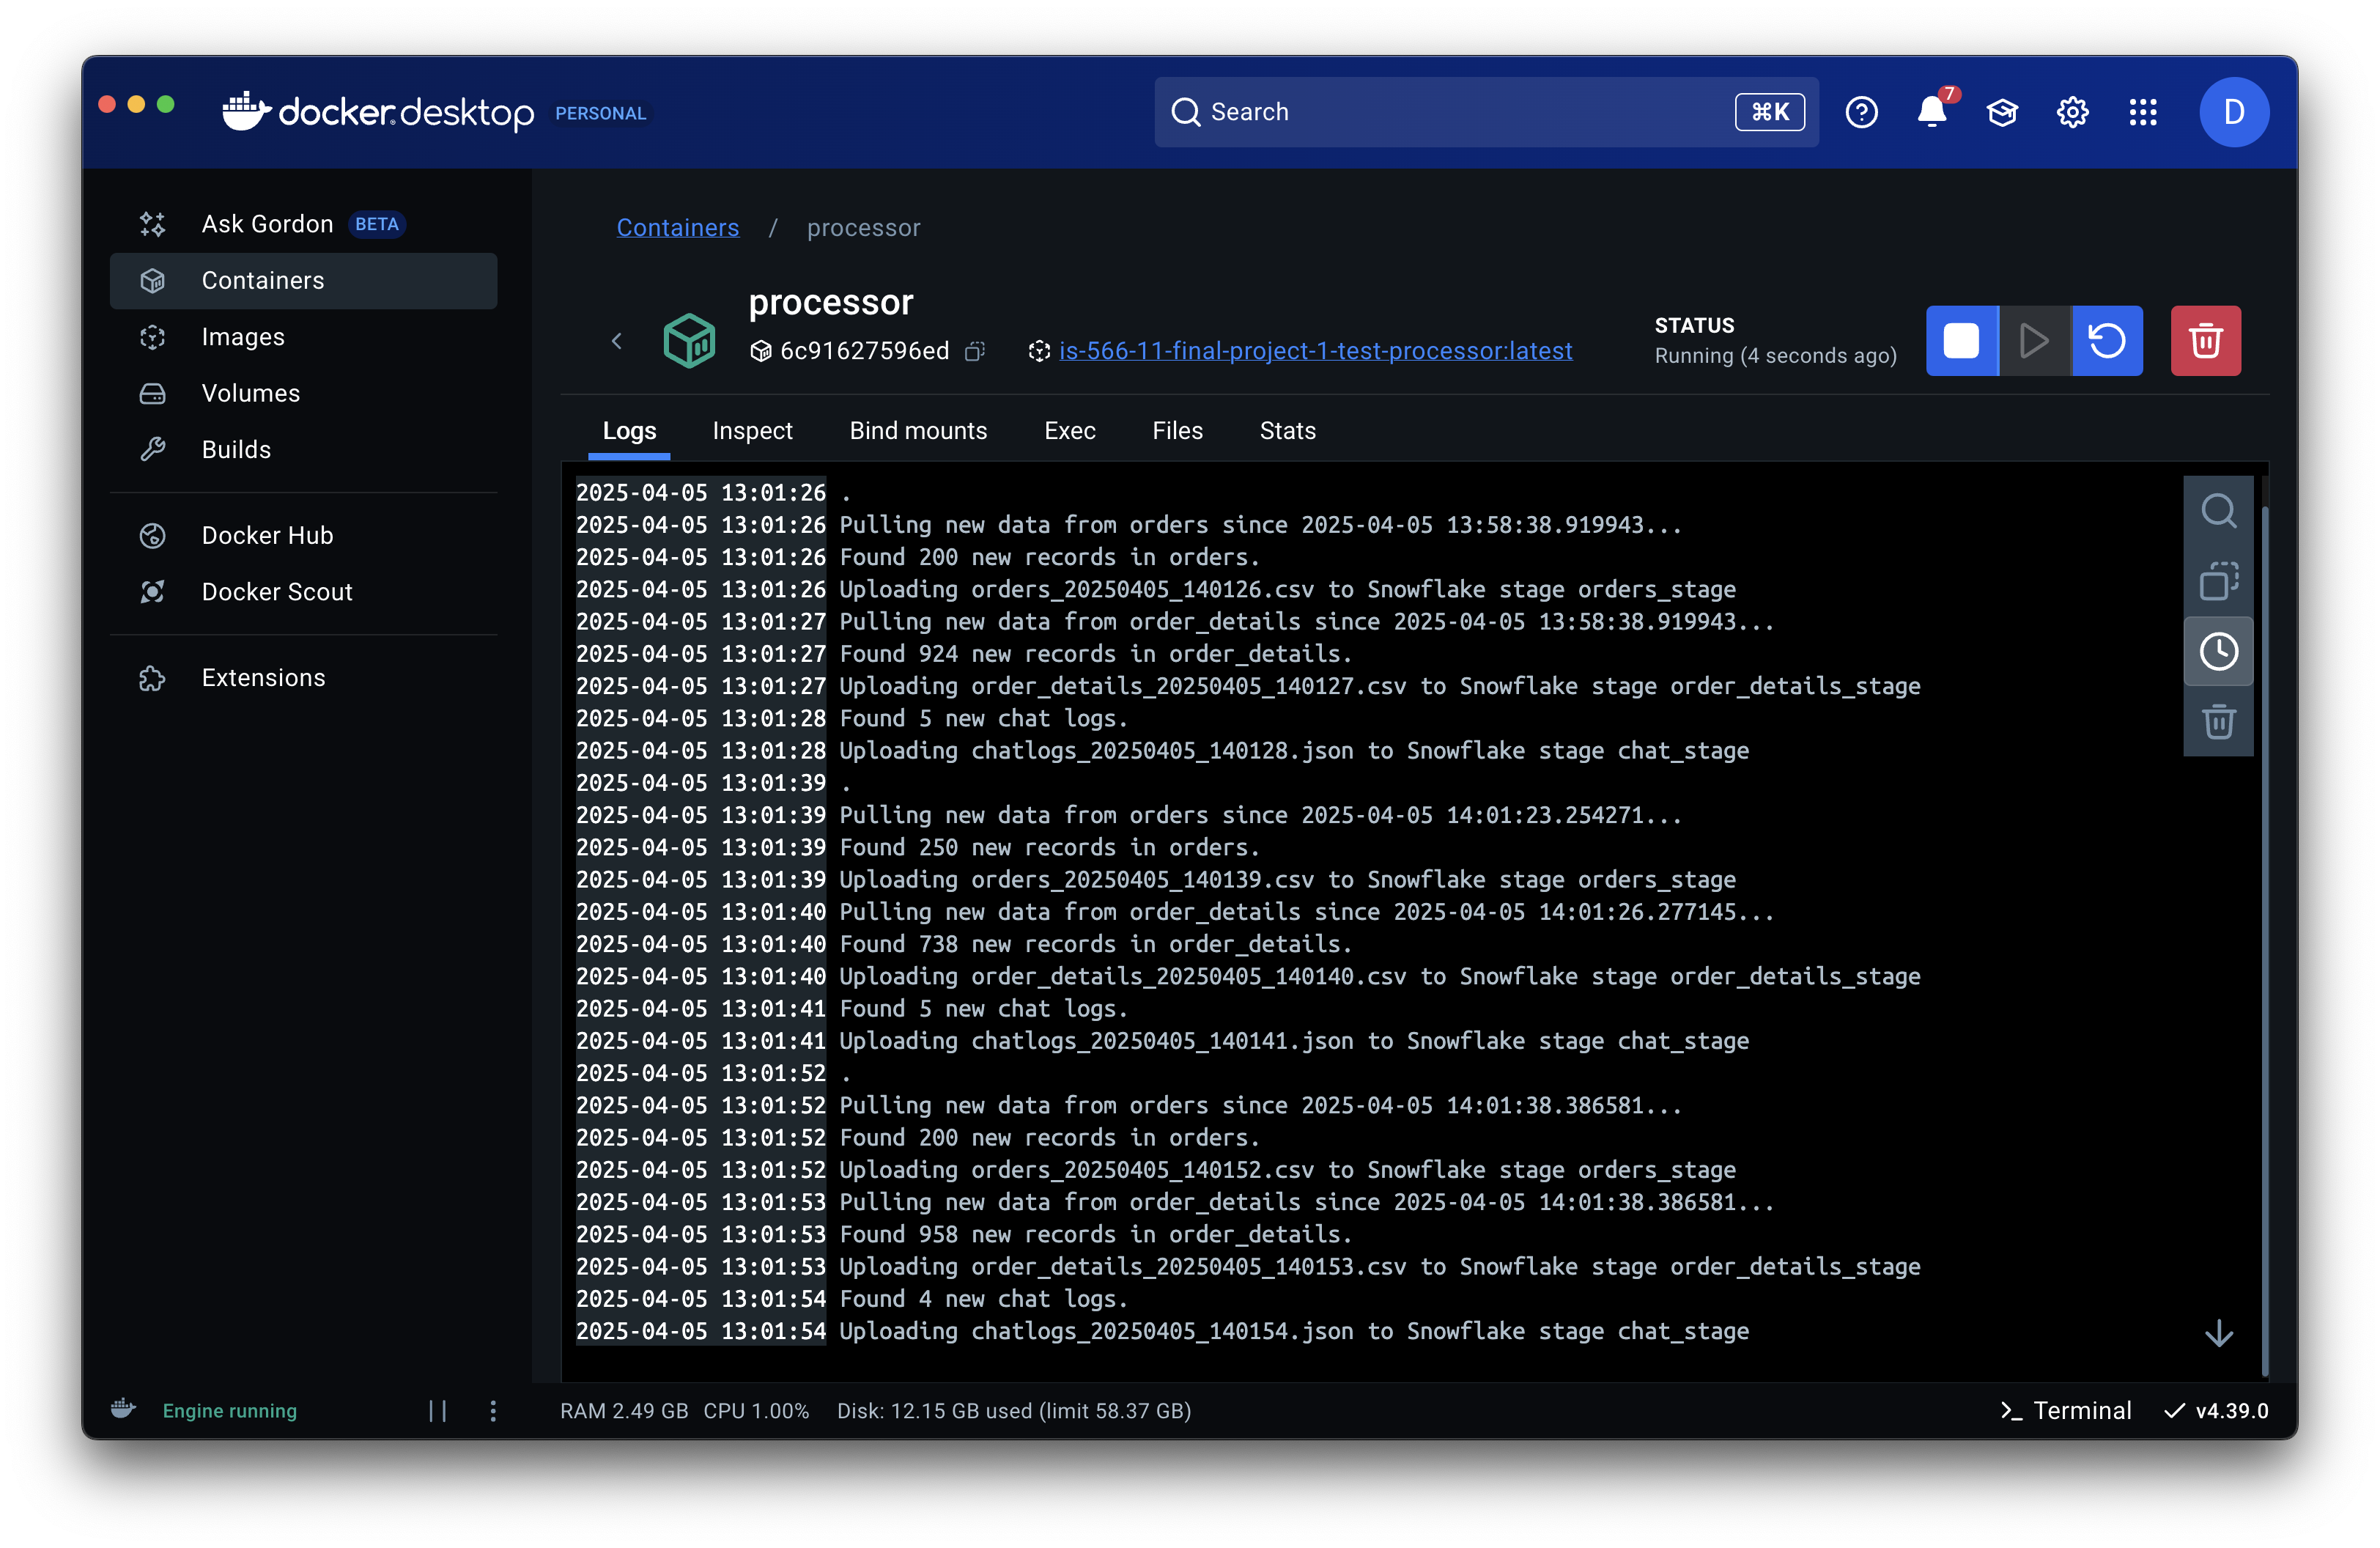 docker desktop PERSONAL
Search
⌘K
7
D
Ask Gordon BETA
Containers
Images
Volumes
Builds
Docker Hub
Docker Scout
Extensions
Containers / processor
processor
6c91627596ed
is-566-11-final-project-1-test-processor:latest
STATUS
Running (4 seconds ago)
Logs Inspect Bind mounts Exec Files Stats
2025-04-05 13:01:26 .
2025-04-05 13:01:26 Pulling new data from orders since 2025-04-05 13:58:38.919943...
2025-04-05 13:01:26 Found 200 new records in orders.
2025-04-05 13:01:26 Uploading orders_20250405_140126.csv to Snowflake stage orders_stage
2025-04-05 13:01:27 Pulling new data from order_details since 2025-04-05 13:58:38.919943...
2025-04-05 13:01:27 Found 924 new records in order_details.
2025-04-05 13:01:27 Uploading order_details_20250405_140127.csv to Snowflake stage order_details_stage
2025-04-05 13:01:28 Found 5 new chat logs.
2025-04-05 13:01:28 Uploading chatlogs_20250405_140128.json to Snowflake stage chat_stage
2025-04-05 13:01:39 .
2025-04-05 13:01:39 Pulling new data from orders since 2025-04-05 14:01:23.254271...
2025-04-05 13:01:39 Found 250 new records in orders.
2025-04-05 13:01:39 Uploading orders_20250405_140139.csv to Snowflake stage orders_stage
2025-04-05 13:01:40 Pulling new data from order_details since 2025-04-05 14:01:26.277145...
2025-04-05 13:01:40 Found 738 new records in order_details.
2025-04-05 13:01:40 Uploading order_details_20250405_140140.csv to Snowflake stage order_details_stage
2025-04-05 13:01:41 Found 5 new chat logs.
2025-04-05 13:01:41 Uploading chatlogs_20250405_140141.json to Snowflake stage chat_stage
2025-04-05 13:01:52 .
2025-04-05 13:01:52 Pulling new data from orders since 2025-04-05 14:01:38.386581...
2025-04-05 13:01:52 Found 200 new records in orders.
2025-04-05 13:01:52 Uploading orders_20250405_140152.csv to Snowflake stage orders_stage
2025-04-05 13:01:53 Pulling new data from order_details since 2025-04-05 14:01:38.386581...
2025-04-05 13:01:53 Found 958 new records in order_details.
2025-04-05 13:01:53 Uploading order_details_20250405_140153.csv to Snowflake stage order_details_stage
2025-04-05 13:01:54 Found 4 new chat logs.
2025-04-05 13:01:54 Uploading chatlogs_20250405_140154.json to Snowflake stage chat_stage
Engine running
RAM 2.49 GB CPU 1.00% Disk: 12.15 GB used (limit 58.37 GB)
Terminal
v4.39.0